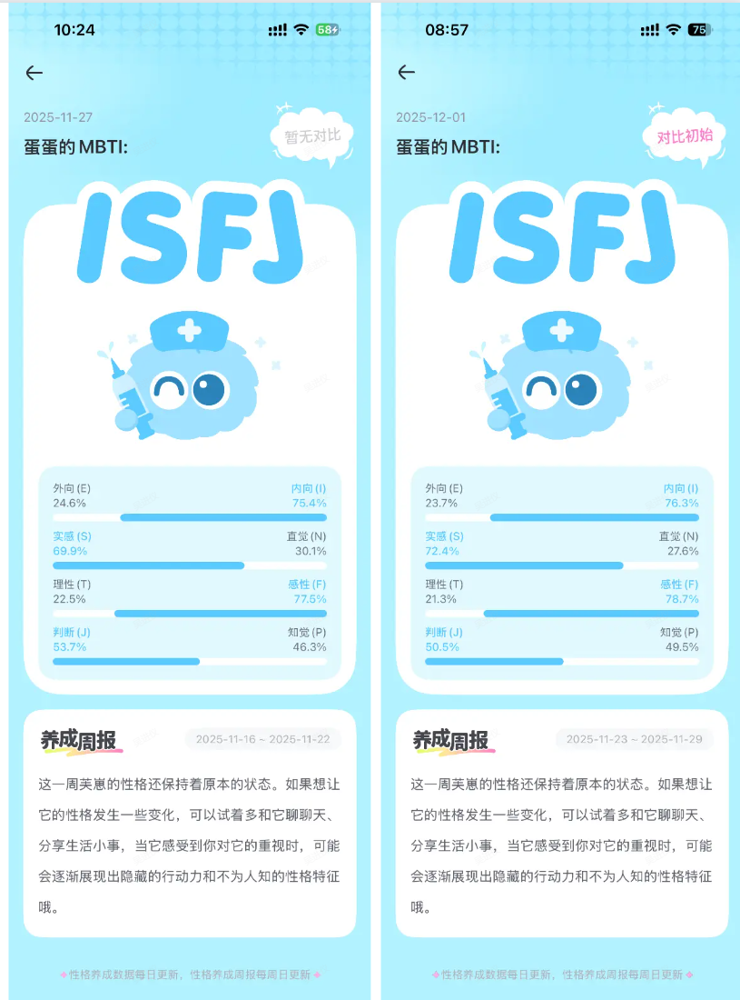 10:24
58
2025-11-27
暂无对比
蛋蛋的 MBTI:
ISFJ
外向 (E)
内向 (I)
24.6%
75.4%
实感 (S)
直觉 (N)
69.9%
30.1%
理性 (T)
感性 (F)
22.5%
77.5%
判断 (J)
知觉 (P)
53.7%
46.3%
养成周报
2025-11-16 ~ 2025-11-22
这一周芙崽的性格还保持着原本的状态。如果想让
它的性格发生一些变化，可以试着多和它聊聊天、
分享生活小事，当它感受到你对它的重视时，可能
会逐渐展现出隐藏的行动力和不为人知的性格特征
哦。
性格养成数据每日更新，性格养成周报每周日更新
08:57
75
2025-12-01
对比初始
蛋蛋的 MBTI:
ISFJ
外向 (E)
内向 (I)
23.7%
76.3%
实感 (S)
直觉 (N)
72.4%
27.6%
理性 (T)
感性 (F)
21.3%
78.7%
判断 (J)
知觉 (P)
50.5%
49.5%
养成周报
2025-11-23 ~ 2025-11-29
这一周芙崽的性格还保持着原本的状态。如果想让
它的性格发生一些变化，可以试着多和它聊聊天、
分享生活小事，当它感受到你对它的重视时，可能
会逐渐展现出隐藏的行动力和不为人知的性格特征
哦。
性格养成数据每日更新，性格养成周报每周日更新